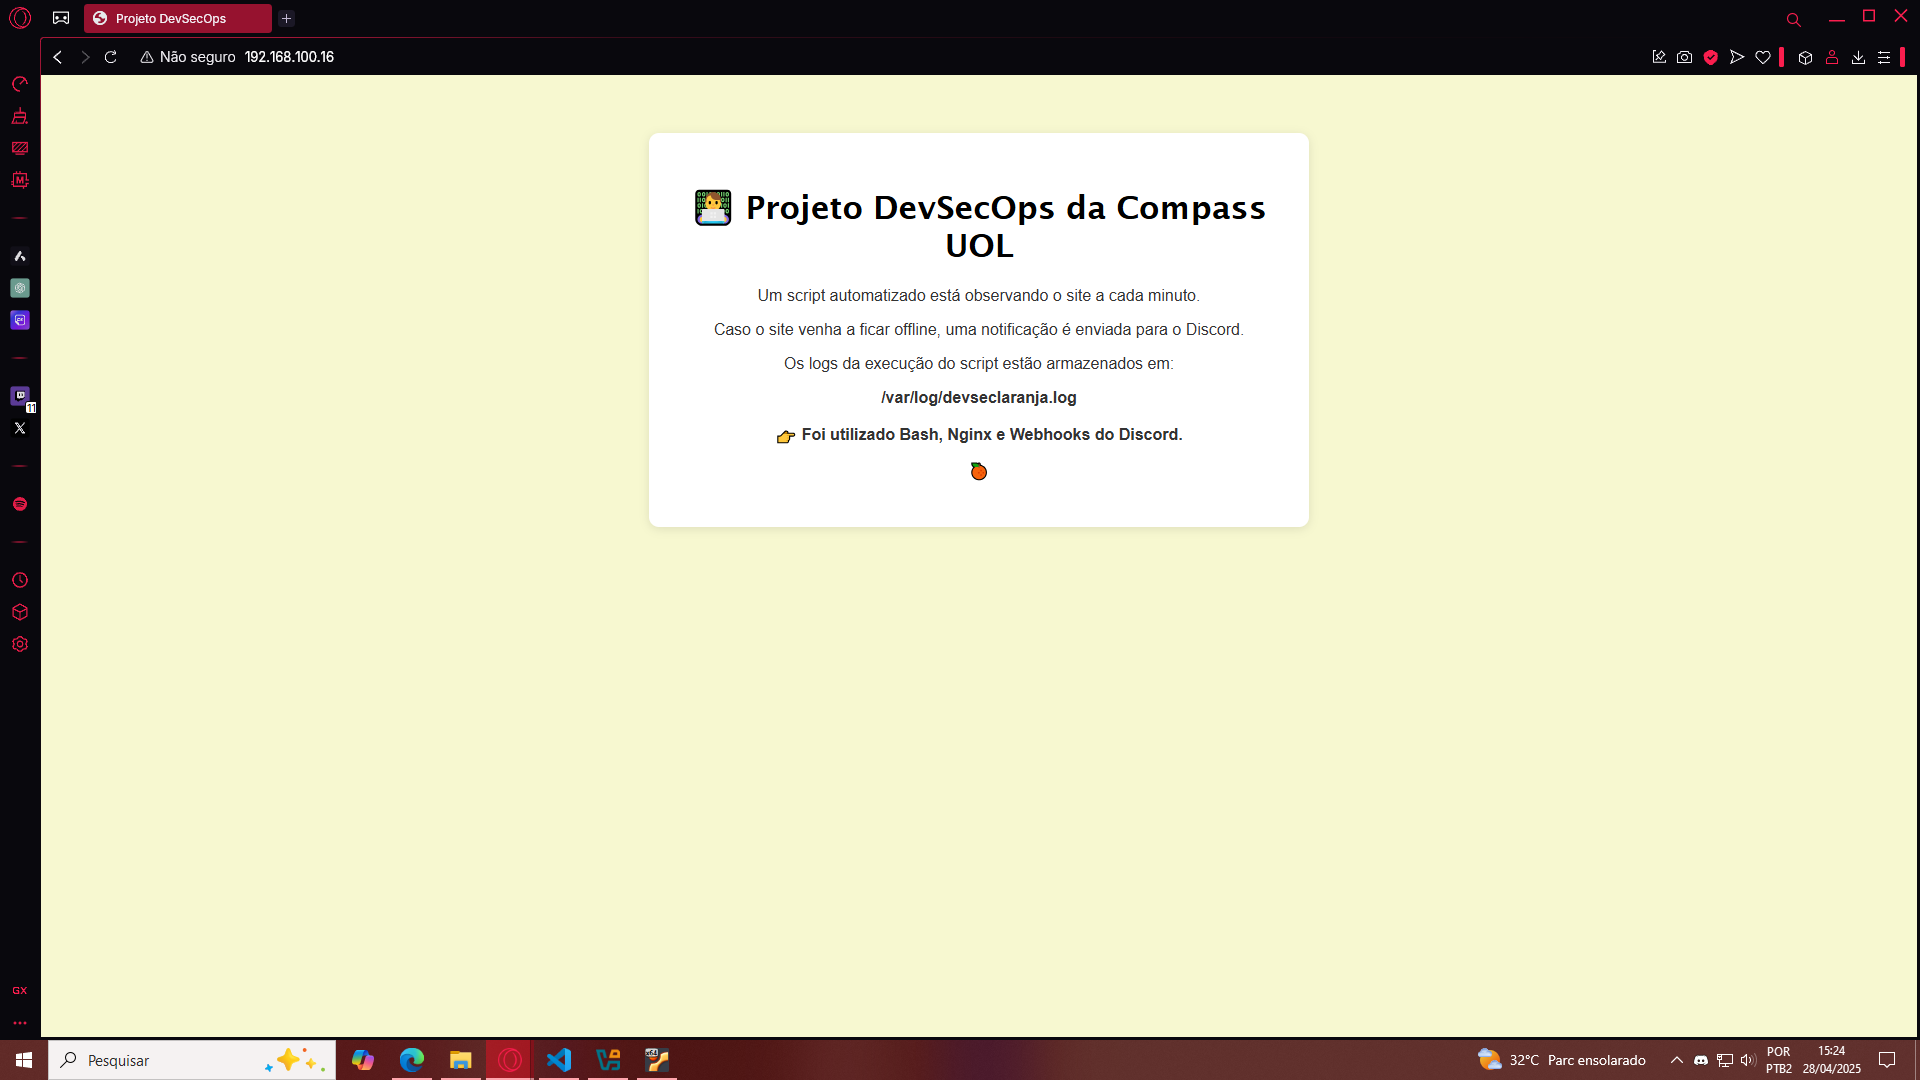 Projeto DevSecOps
Não seguro 192.168.100.16
Projeto DevSecOps da Compass
UOL
Um script automatizado está observando o site a cada minuto.
Caso o site venha a ficar offline, uma notificação é enviada para o Discord.
Os logs da execução do script estão armazenados em:
/var/log/devseclaranja.log
Foi utilizado Bash, Nginx e Webhooks do Discord.
M
11
GX
Pesquisar
32°C Parc ensolarado
POR
PTB2
15:24
28/04/2025